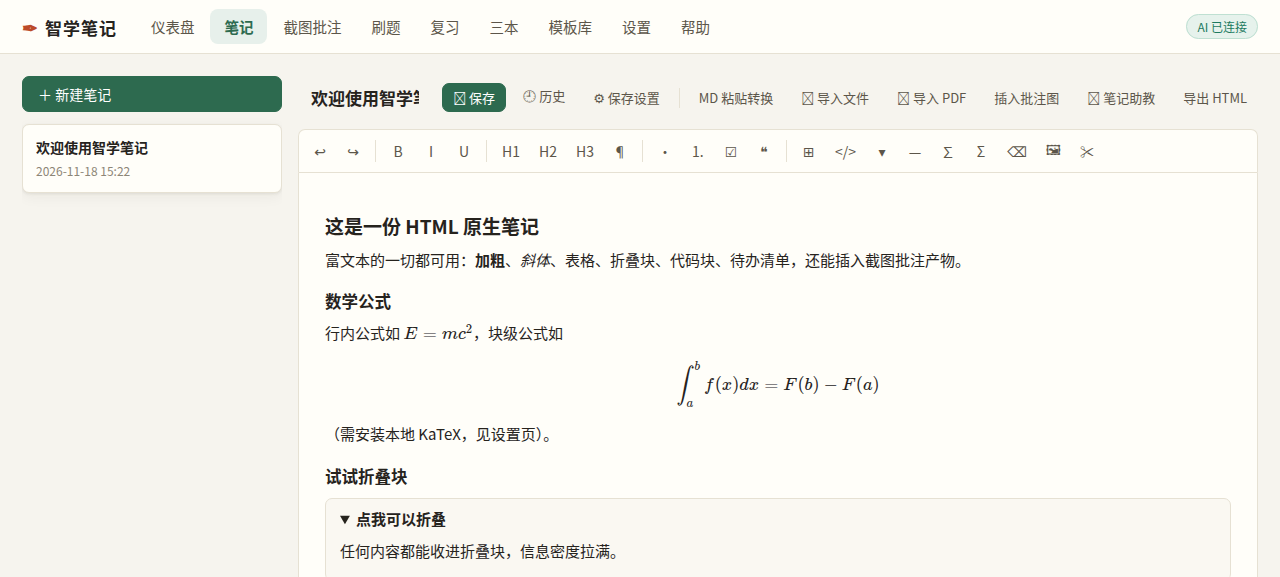 智学笔记 仪表盘 笔记 截图批注 刷题 复习 三本 模板库 设置 帮助 AI 已连接
＋ 新建笔记
欢迎使用智学笔记
2026-11-18 15:22
欢迎使用智学 保存 历史 ⚙ 保存设置 MD 粘贴转换 导入文件 导入 PDF 插入批注图 笔记助教 导出 HTML
↩ ↪ B I U H1 H2 H3 ¶ • 1. ☑ ❝ ⊞ </> ▾ — ∑ Σ ⌫ 🖼 ✂
这是一份 HTML 原生笔记
富文本的一切都可用：加粗、斜体、表格、折叠块、代码块、待办清单，还能插入截图批注产物。
数学公式
行内公式如 E = mc²，块级公式如
∫_a^b f(x)dx = F(b) − F(a)
（需安装本地 KaTeX，见设置页）。
试试折叠块
▼ 点我可以折叠
任何内容都能收进折叠块，信息密度拉满。